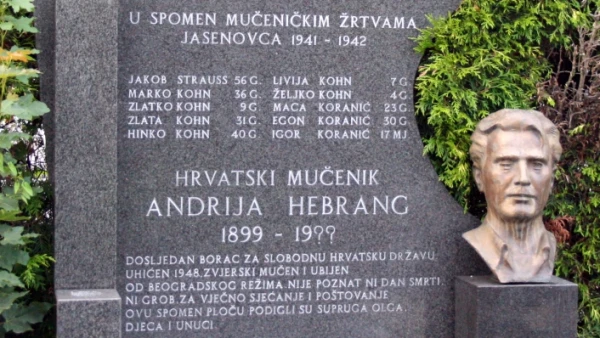 U SPOMEN MUČENIČKIM ŽRTVAMA
JASENOVCA 1941 - 1942
JAKOB STRAUSS 56 G. LIVIJA KOHN 7 G.
MARKO KOHN 36 G. ŽELJKO KOHN 4 G.
ZLATKO KOHN 9 G. MACA KORANIĆ 23 G.
ZLATA KOHN 31 G. EGON KORANIĆ 30 G.
HINKO KOHN 40 G. IGOR KORANIĆ 17 MJ.
HRVATSKI MUČENIK
ANDRIJA HEBRANG
1899 - 19??
DOSLJEDAN BORAC ZA SLOBODNU HRVATSKU DRŽAVU,
UHIĆEN 1948. ZVJERSKI MUČEN I UBIJEN
OD BEOGRADSKOG REŽIMA. NIJE POZNAT NI DAN SMRTI,
NI GROB. ZA VJEČNO SJEĆANJE I POŠTOVANJE
OVU SPOMEN PLOČU PODIGLI SU SUPRUGA OLGA,
DJECA I UNUCI.